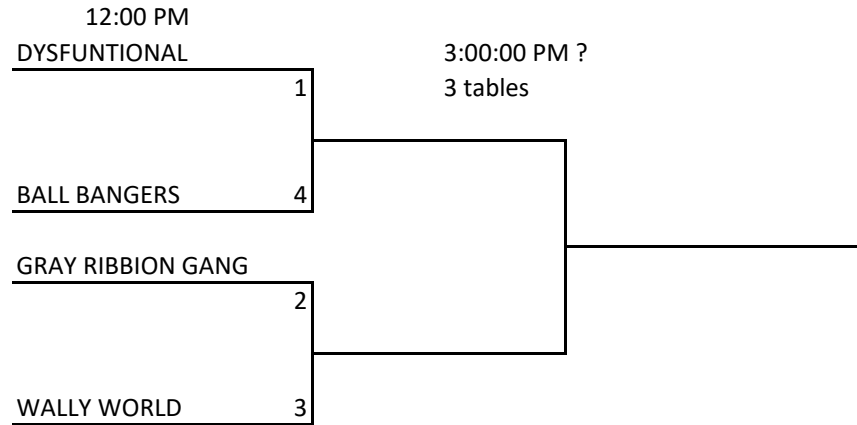 12:00 PM
DYSFUNTIONAL
3:00:00 PM ?
1
3 tables
BALL BANGERS
4
GRAY RIBBION GANG
2
WALLY WORLD
3